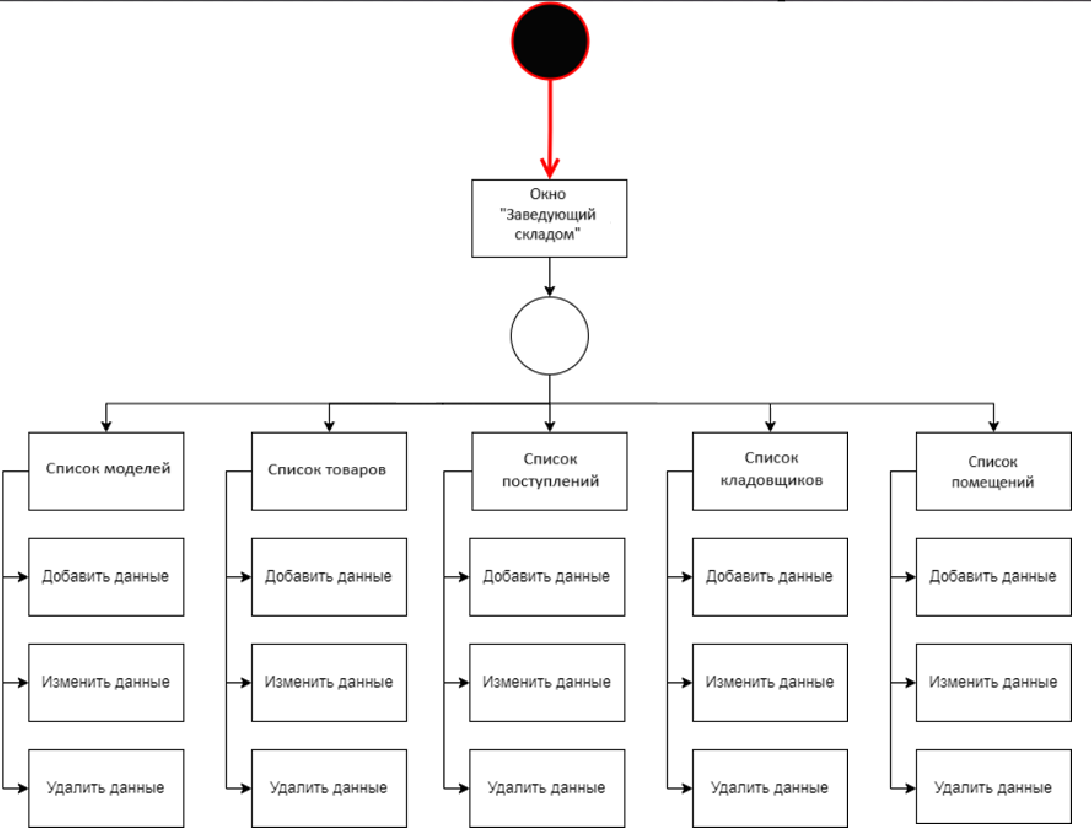 Окно
"Заведующий
складом"
Список моделей
Список товаров
Список
поступлений
Список
кладовщиков
Список
помещений
Добавить данные
Добавить данные
Добавить данные
Добавить данные
Добавить данные
Изменить данные
Изменить данные
Изменить данные
Изменить данные
Изменить данные
Удалить данные
Удалить данные
Удалить данные
Удалить данные
Удалить данные